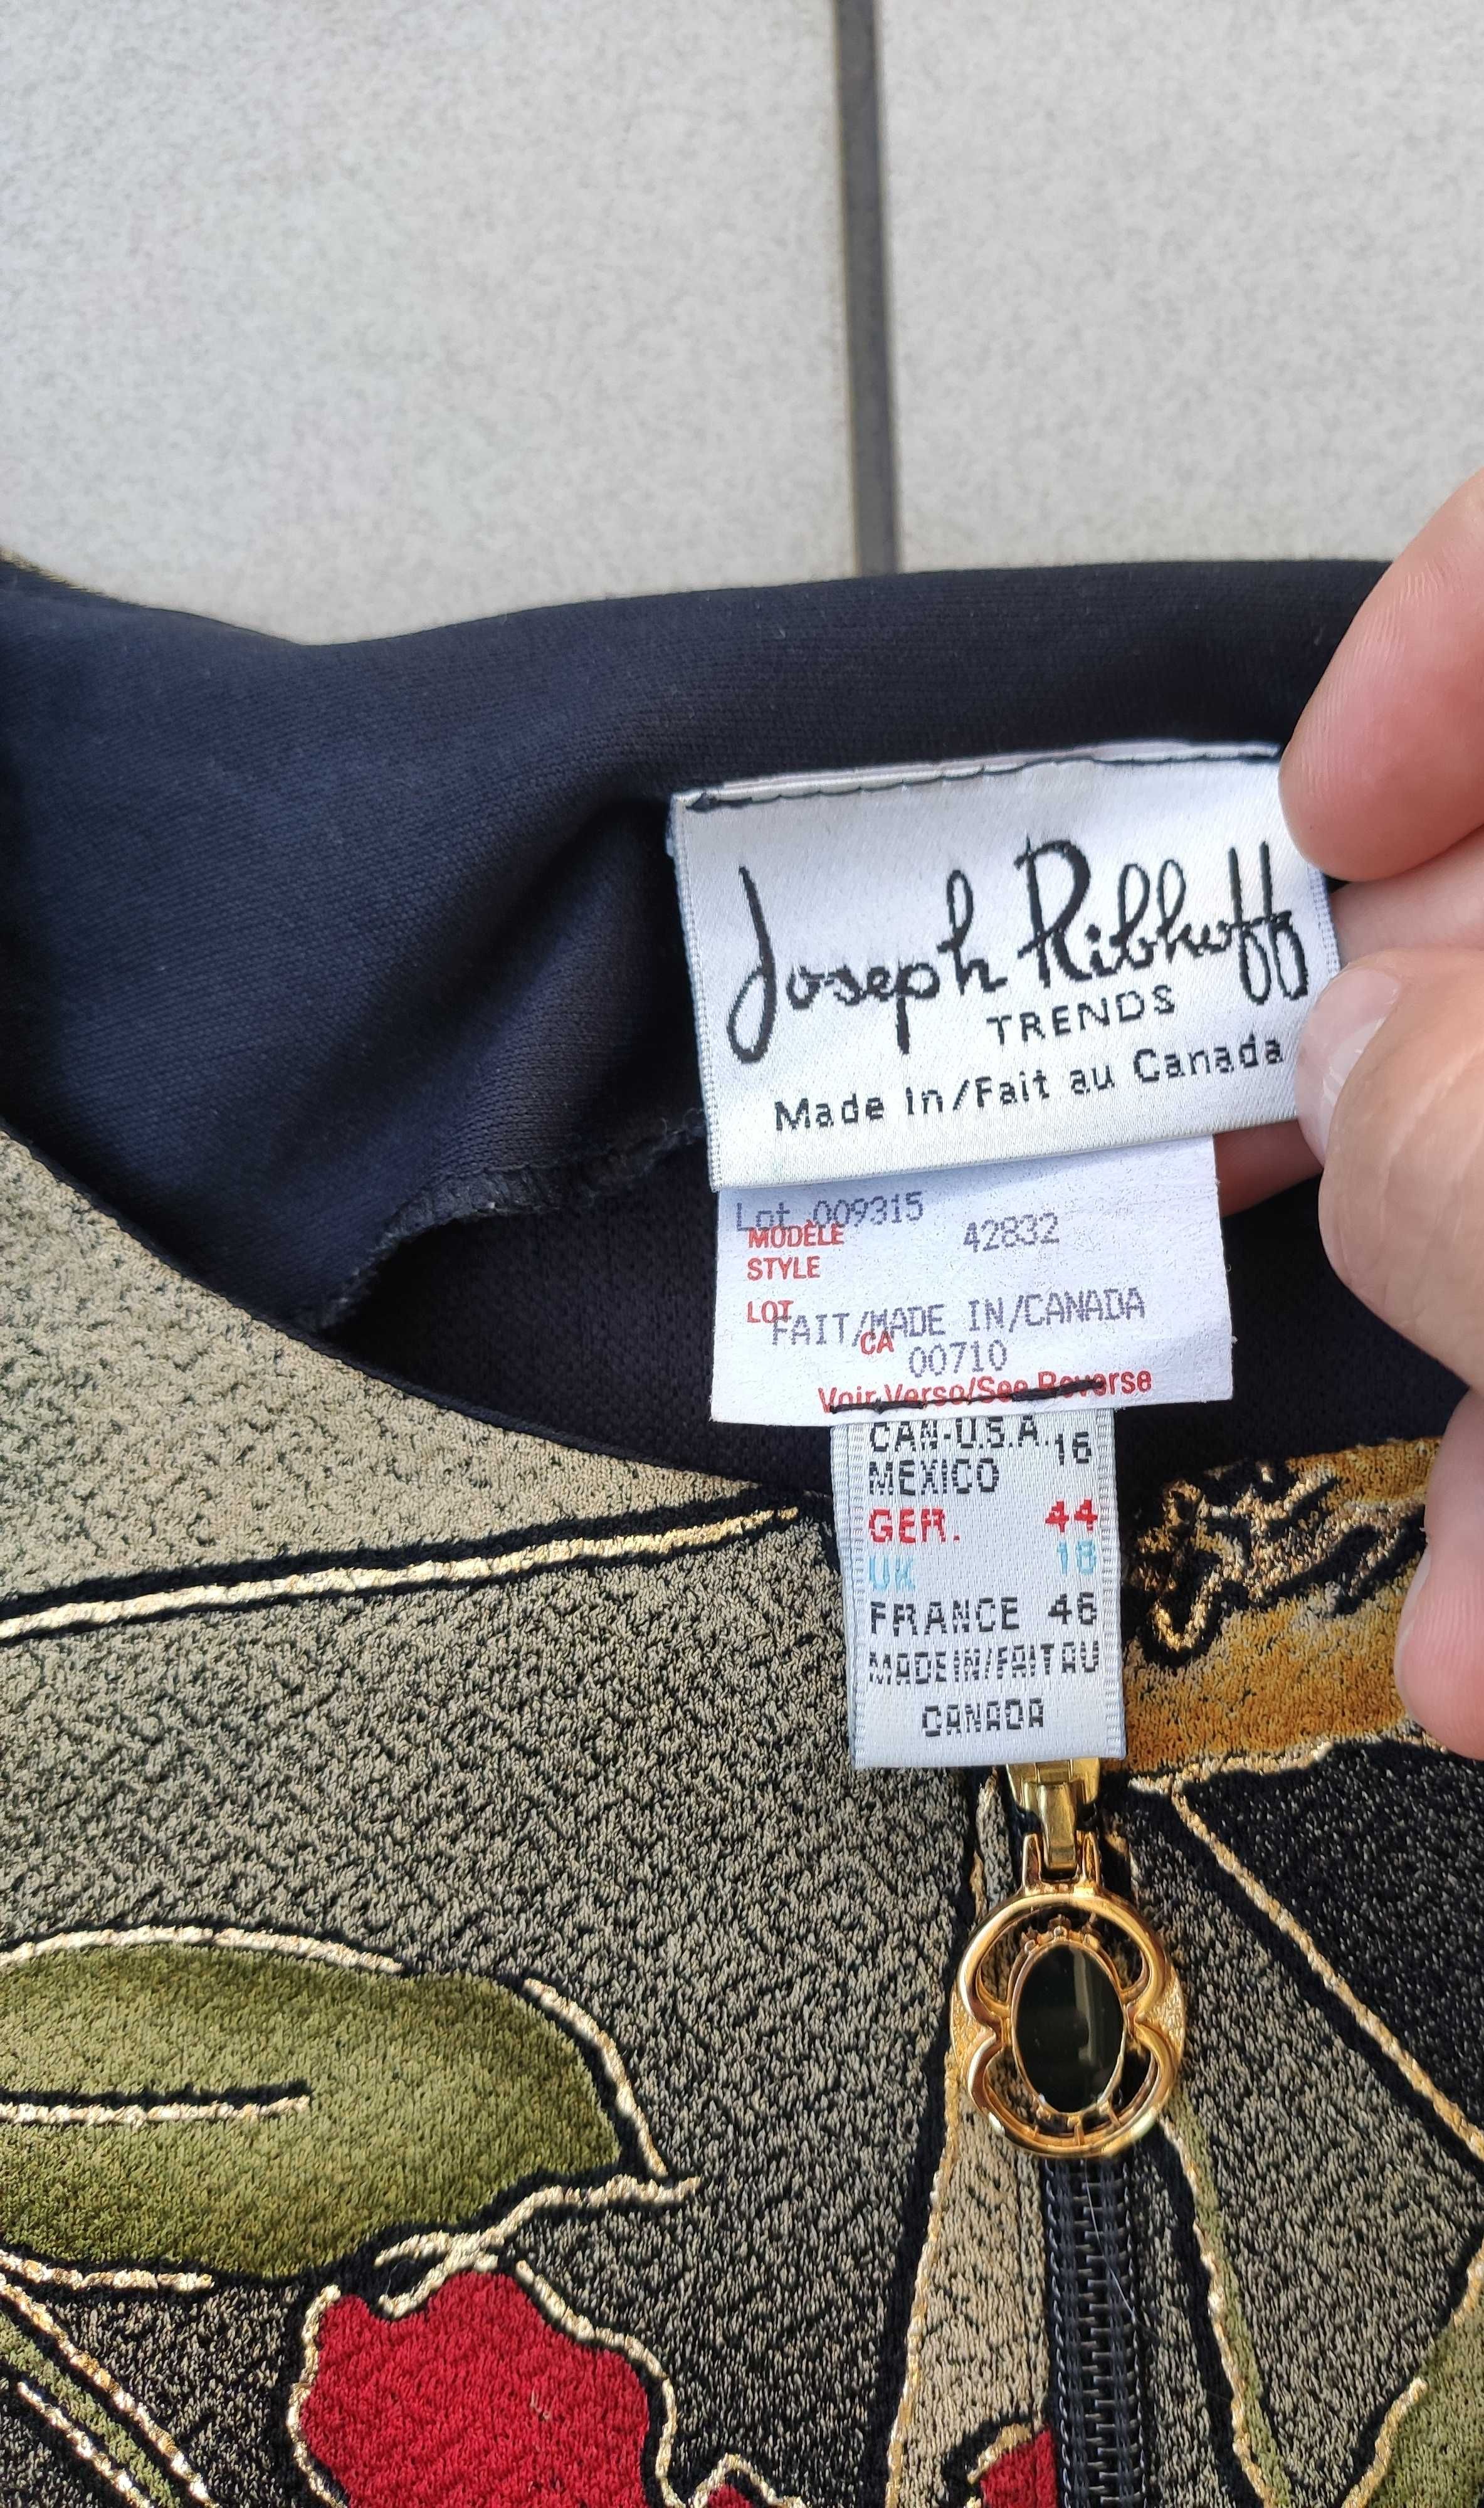 Joseph Ribkoff
TRENDS
Made In/Fait au Canada
Lot 009315
MODÈLE 42832
STYLE
LOT
FAIT/MADE IN/CANADA
CA
00710
Voir Verso/See Reverse
CAN-U.S.A. 16
MEXICO
GER. 44
UK 18
FRANCE 46
MADE IN/FAIT AU
CANADA